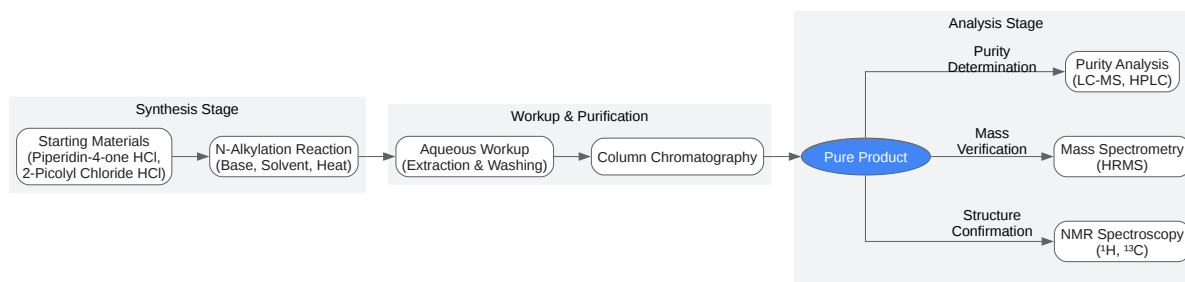 Synthesis Stage
Starting Materials
(Piperidin-4-one HCl,
2-Picolyl Chloride HCl)
N-Alkylation Reaction
(Base, Solvent, Heat)
Workup & Purification
Aqueous Workup
(Extraction & Washing)
Column Chromatography
Analysis Stage
Pure Product
Purity
Determination
Purity Analysis
(LC-MS, HPLC)
Mass
Verification
Mass Spectrometry
(HRMS)
Structure
Confirmation
NMR Spectroscopy
(¹H, ¹³C)